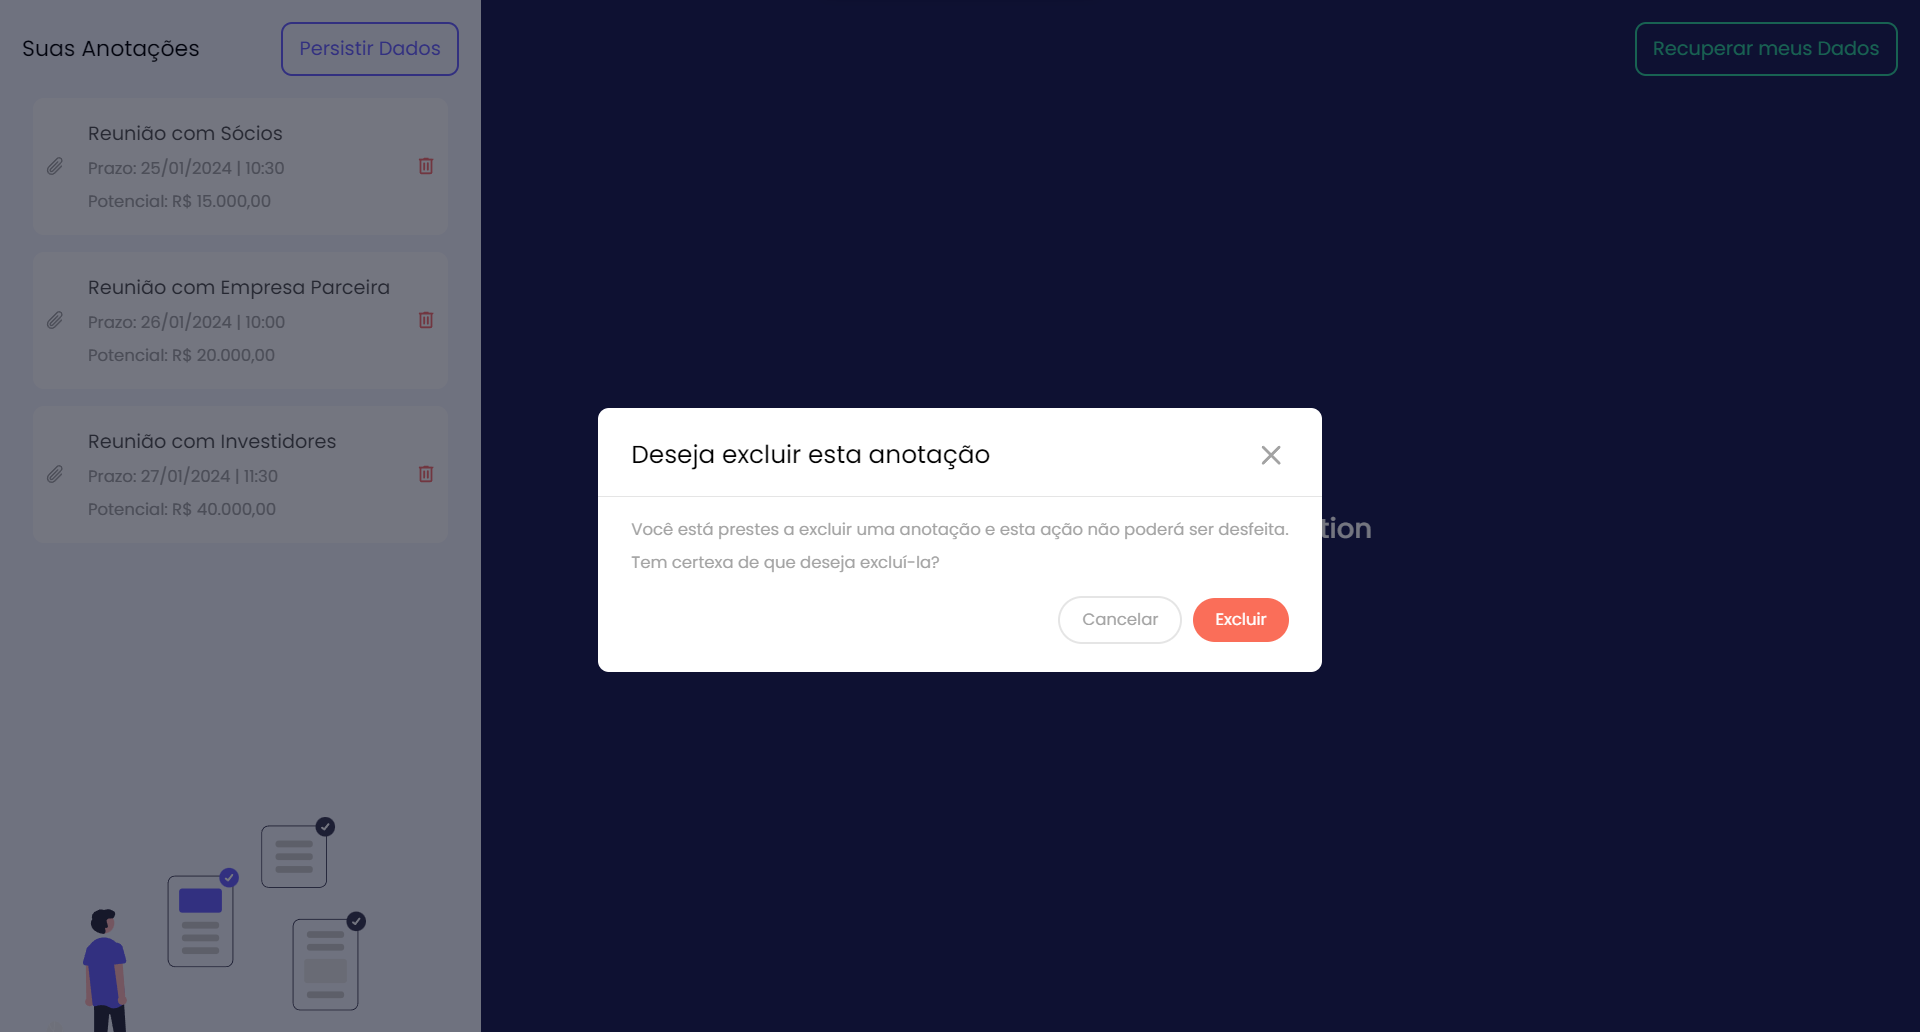 Suas Anotações
Persistir Dados
Recuperar meus Dados
Reunião com Sócios
Prazo: 25/01/2024 | 10:30
Potencial: R$ 15.000,00
Reunião com Empresa Parceira
Prazo: 26/01/2024 | 10:00
Potencial: R$ 20.000,00
Reunião com Investidores
Prazo: 27/01/2024 | 11:30
Potencial: R$ 40.000,00
Deseja excluir esta anotação
Você está prestes a excluir uma anotação e esta ação não poderá ser desfeita.
Tem certexa de que deseja excluí-la?
Cancelar
Excluir